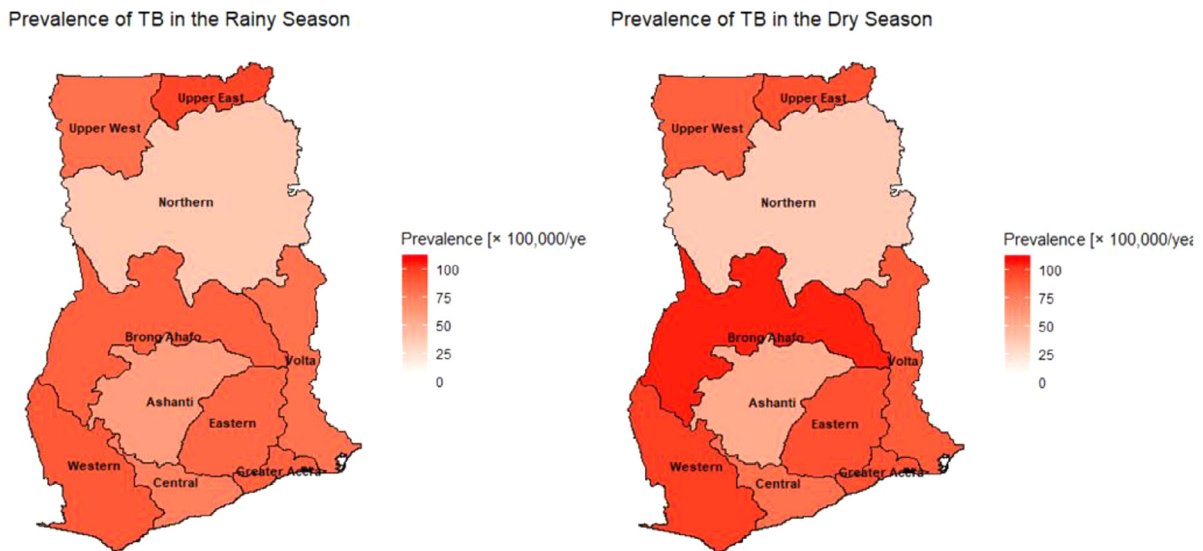 Prevalence of TB in the Rainy Season
Upper East
Upper West
Northern
Brong Ahafo
Volta
Ashanti
Eastern
Western
Central
Greater Accra
Prevalence [× 100,000/ye
100
75
50
25
0
Prevalence of TB in the Dry Season
Upper East
Upper West
Northern
Brong Ahafo
Volta
Ashanti
Eastern
Western
Central
Greater Accra
Prevalence [× 100,000/yea
100
75
50
25
0